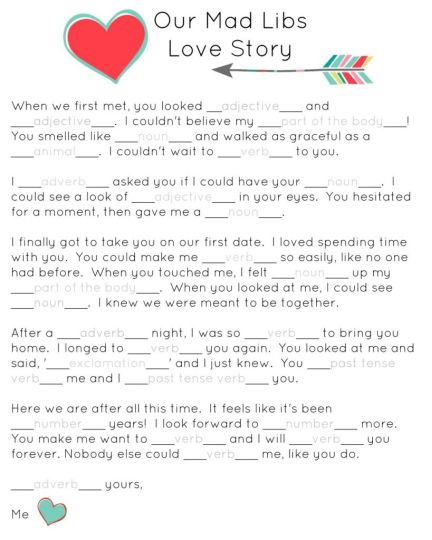 Our Mad Libs
Love Story
When we first met, you looked __adjective___ and
___adjective___. I couldn't believe my ___part of the body___!
You smelled like ___noun___ and walked as graceful as a
___animal___. I couldn't wait to ___verb___ to you.
I ___adverb___ asked you if I could have your ___noun___. I
could see a look of ___adjective___ in your eyes. You hesitated
for a moment, then gave me a ___noun___.
I finally got to take you on our first date. I loved spending time
with you. You could make me ___verb___ so easily, like no one
had before. When you touched me, I felt ___noun___ up my
___part of the body___. When you looked at me, I could see
___noun___. I knew we were meant to be together.
After a ___adverb___ night, I was so ___verb___ to bring you
home. I longed to ___verb___ you again. You looked at me and
said, '___exclamation___' and I just knew. You ___past tense
verb___ me and I ___past tense verb___ you.
Here we are after all this time. It feels like it's been
___number___ years! I look forward to ___number___ more.
You make me want to ___verb___ and I will ___verb___ you
forever. Nobody else could ___verb___ me, like you do.
___adverb___ yours,
Me